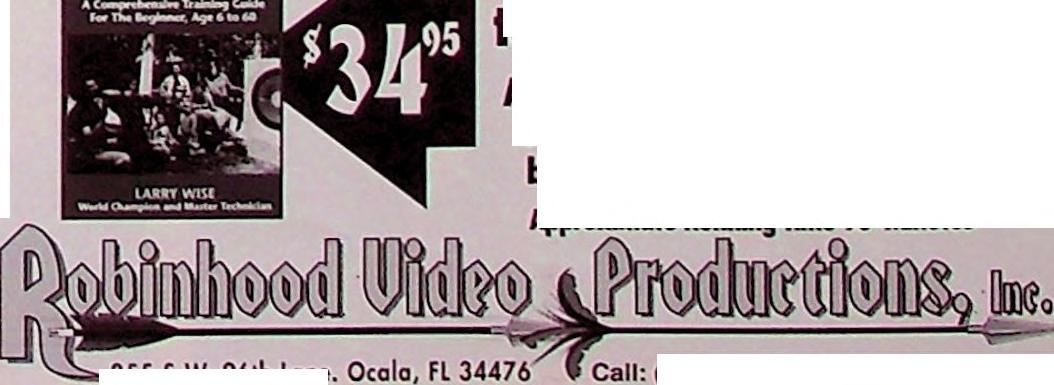 A Comprehensive Training Guide
For The Beginner, Age 6 to 60
$34.95
LARRY WISE
World Champion and Master Technician
Robinhood Video Productions, Inc.
Ocala, FL 34476
Call: